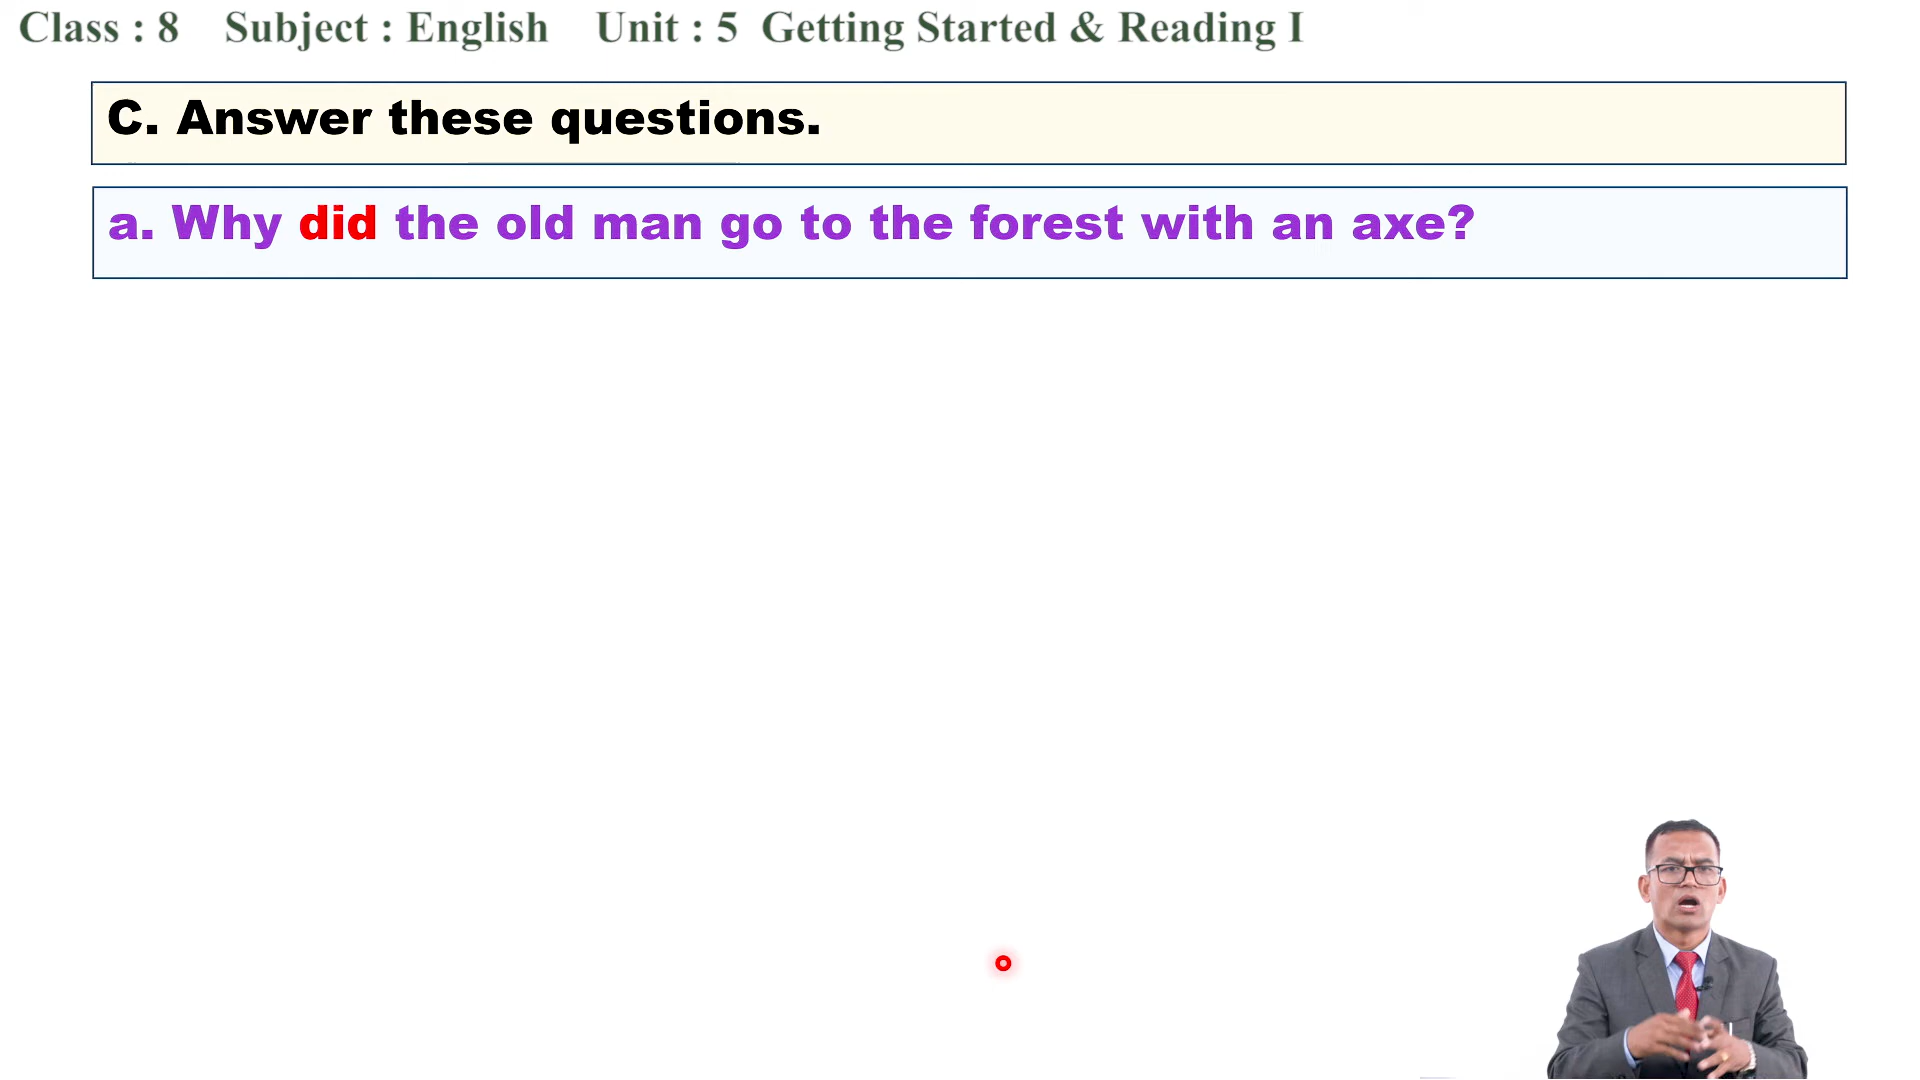 Class : 8 Subject : English Unit : 5 Getting Started & Reading I
C. Answer these questions.
a. Why did the old man go to the forest with an axe?